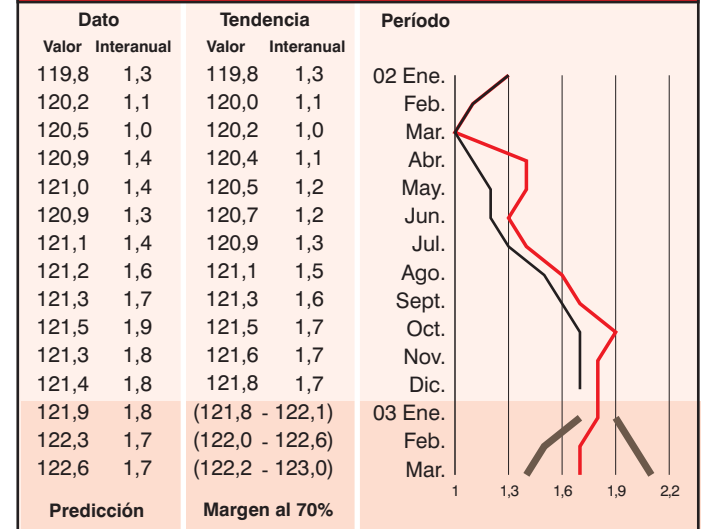 Dato Tendencia Período
Valor Interanual Valor Interanual
119,8 1,3 119,8 1,3 02 Ene.
120,2 1,1 120,0 1,1 Feb.
120,5 1,0 120,2 1,0 Mar.
120,9 1,4 120,4 1,1 Abr.
121,0 1,4 120,5 1,2 May.
120,9 1,3 120,7 1,2 Jun.
121,1 1,4 120,9 1,3 Jul.
121,2 1,6 121,1 1,5 Ago.
121,3 1,7 121,3 1,6 Sept.
121,5 1,9 121,5 1,7 Oct.
121,3 1,8 121,6 1,7 Nov.
121,4 1,8 121,8 1,7 Dic.
121,9 1,8 (121,8 - 122,1) 03 Ene.
122,3 1,7 (122,0 - 122,6) Feb.
122,6 1,7 (122,2 - 123,0) Mar.
1 1,3 1,6 1,9 2,2
Predicción Margen al 70%